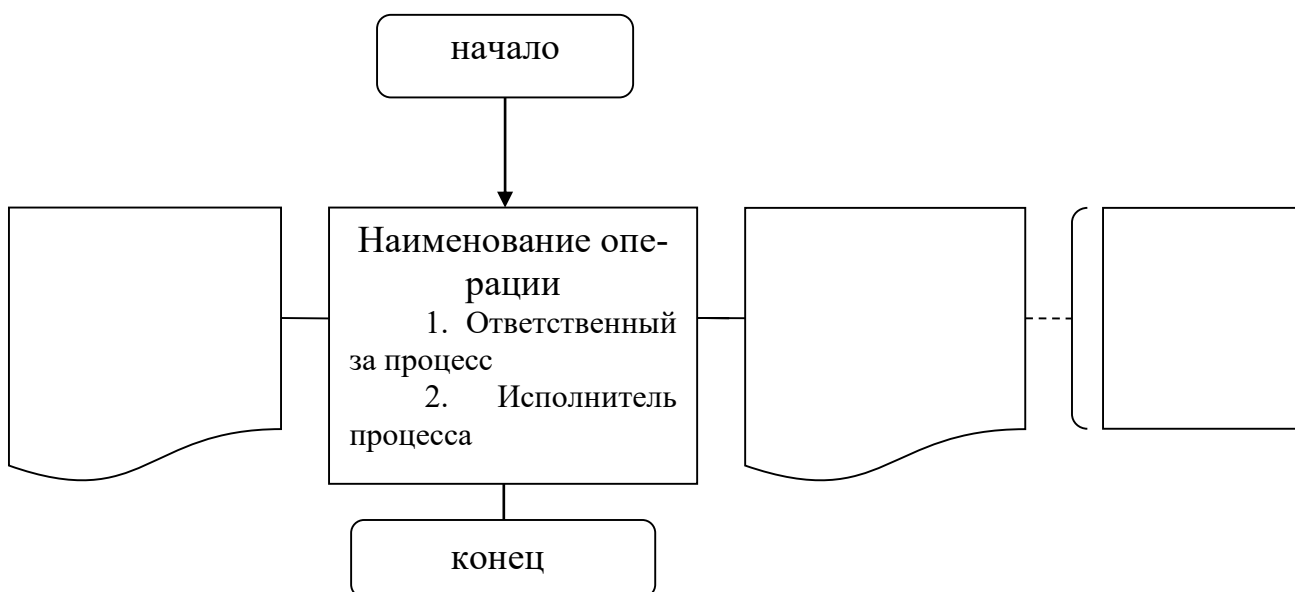 начало
Наименование опе-
рации
1. Ответственный
за процесс
2. Исполнитель
процесса
конец